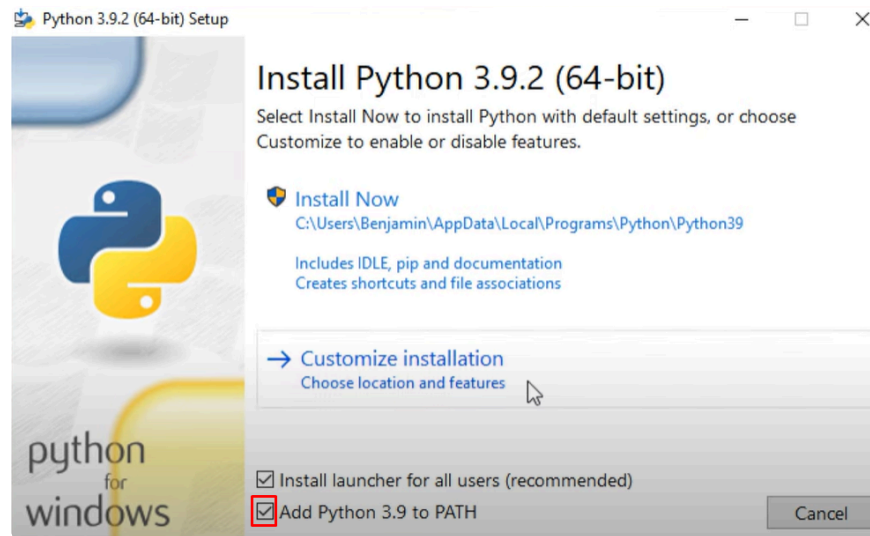 Python 3.9.2 (64-bit) Setup
Install Python 3.9.2 (64-bit)
Select Install Now to install Python with default settings, or choose
Customize to enable or disable features.
Install Now
C:\Users\Benjamin\AppData\Local\Programs\Python\Python39
Includes IDLE, pip and documentation
Creates shortcuts and file associations
Customize installation
Choose location and features
python
for
windows
Install launcher for all users (recommended)
Add Python 3.9 to PATH
Cancel